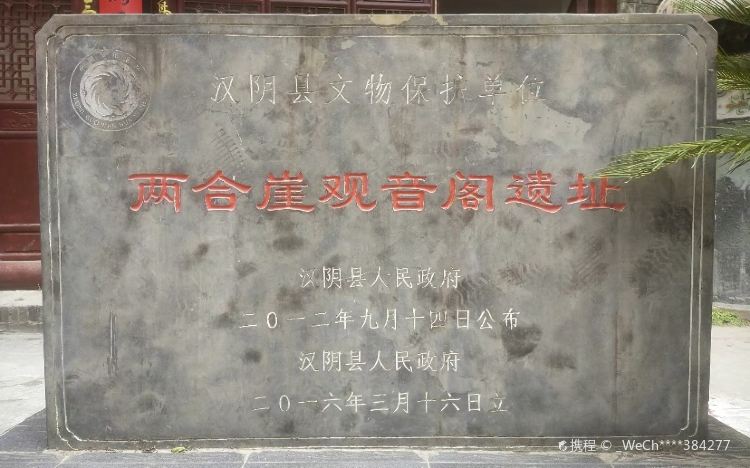 汉阴县文物保护单位
两合崖观音阁遗址
汉阴县人民政府
二〇一二年九月十四日公布
汉阴县人民政府
二〇一六年三月十六日立
携程 © _WeCh****384277